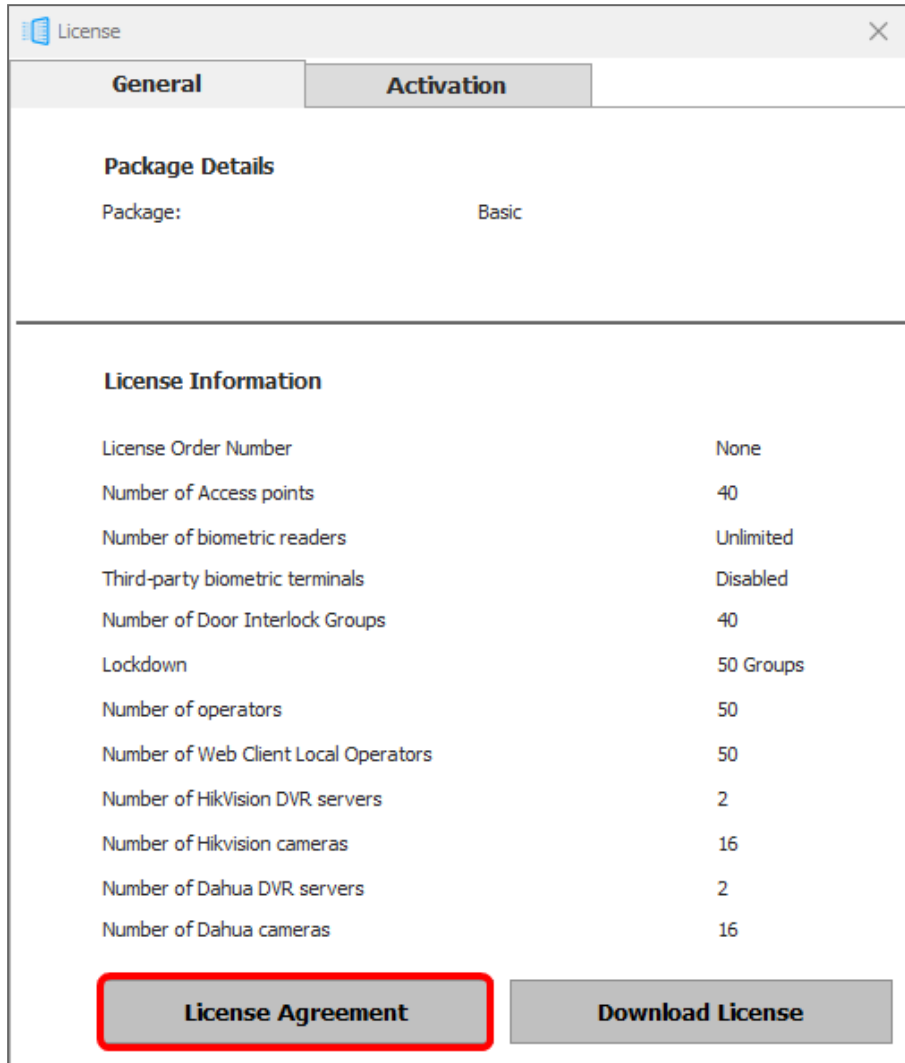 License
General Activation
Package Details
Package: Basic
License Information
License Order Number None
Number of Access points 40
Number of biometric readers Unlimited
Third-party biometric terminals Disabled
Number of Door Interlock Groups 40
Lockdown 50 Groups
Number of operators 50
Number of Web Client Local Operators 50
Number of HikVision DVR servers 2
Number of Hikvision cameras 16
Number of Dahua DVR servers 2
Number of Dahua cameras 16
License Agreement Download License